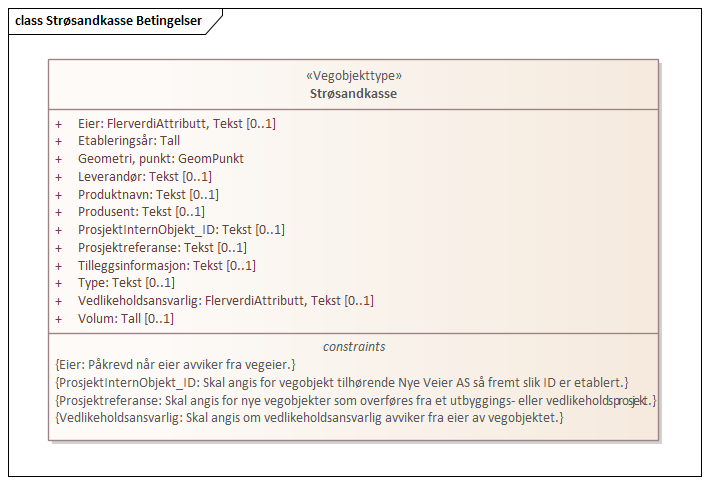 class Strøsandkasse Betingelser
«Vegobjekttype»
Strøsandkasse
+ Eier: FlerverdiAttributt, Tekst [0..1]
+ Etableringsår: Tall
+ Geometri, punkt: GeomPunkt
+ Leverandør: Tekst [0..1]
+ Produktnavn: Tekst [0..1]
+ Produsent: Tekst [0..1]
+ ProsjektInternObjekt_ID: Tekst [0..1]
+ Prosjektreferanse: Tekst [0..1]
+ Tilleggsinformasjon: Tekst [0..1]
+ Type: Tekst [0..1]
+ Vedlikeholdsansvarlig: FlerverdiAttributt, Tekst [0..1]
+ Volum: Tall [0..1]
constraints
{Eier: Påkrevd når eier avviker fra vegeier.}
{ProsjektInternObjekt_ID: Skal angis for vegobjekt tilhørende Nye Veier AS så fremt slik ID er etablert.}
{Prosjektreferanse: Skal angis for nye vegobjekter som overføres fra et utbyggings- eller vedlikeholdsprosjekt.}
{Vedlikeholdsansvarlig: Skal angis om vedlikeholdsansvarlig avviker fra eier av vegobjektet.}